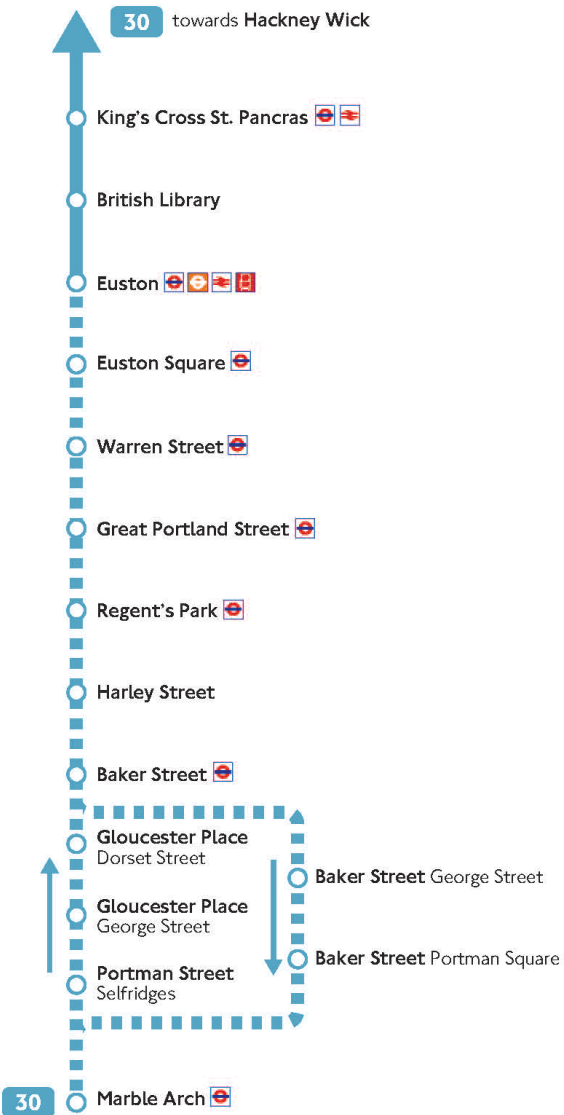 30 towards Hackney Wick
King's Cross St. Pancras
British Library
Euston
Euston Square
Warren Street
Great Portland Street
Regent's Park
Harley Street
Baker Street
Gloucester Place
Dorset Street
Baker Street George Street
Gloucester Place
George Street
Baker Street Portman Square
Portman Street
Selfridges
30 Marble Arch